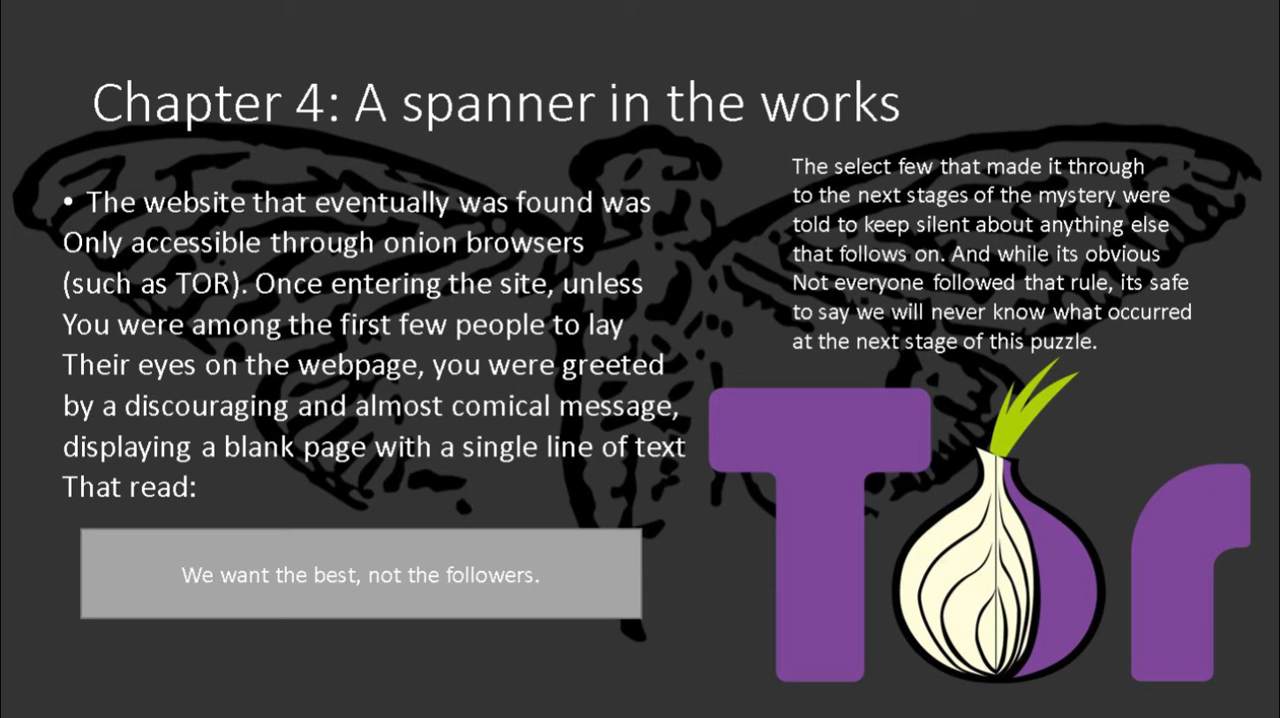 Chapter 4: A spanner in the works
• The website that eventually was found was
Only accessible through onion browsers
(such as TOR). Once entering the site, unless
You were among the first few people to lay
Their eyes on the webpage, you were greeted
by a discouraging and almost comical message,
displaying a blank page with a single line of text
That read:
We want the best, not the followers.
The select few that made it through
to the next stages of the mystery were
told to keep silent about anything else
that follows on. And while its obvious
Not everyone followed that rule, its safe
to say we will never know what occurred
at the next stage of this puzzle.
Tor